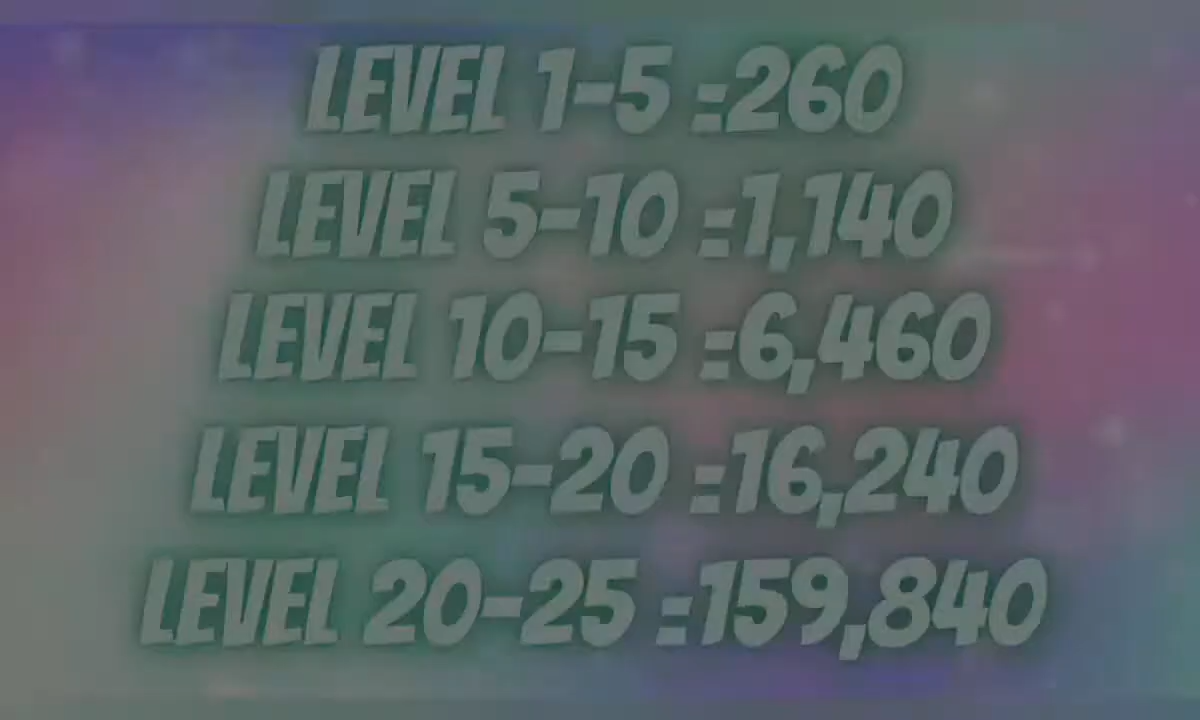 LEVEL 1-5 =260
LEVEL 5-10 =1,140
LEVEL 10-15 =6,460
LEVEL 15-20 =16,240
LEVEL 20-25 =159,840